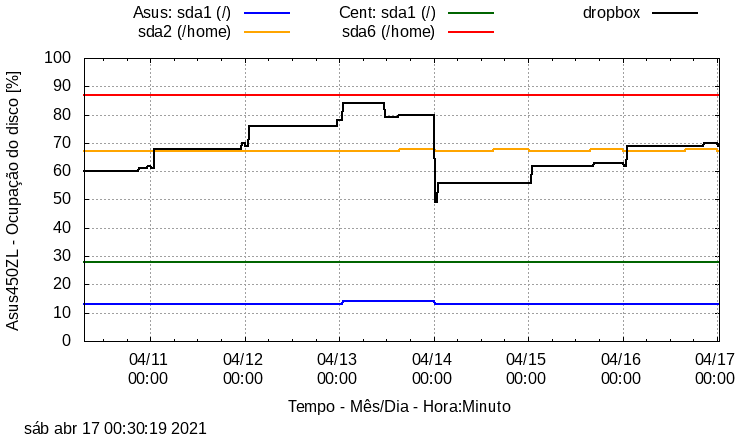 Asus: sda1 (/) Cent: sda1 (/) dropbox
sda2 (/home) sda6 (/home)
Asus450ZL - Ocupação do disco [%]
100
90
80
70
60
50
40
30
20
10
0
04/11 04/12 04/13 04/14 04/15 04/16 04/17
00:00 00:00 00:00 00:00 00:00 00:00 00:00
Tempo - Mês/Dia - Hora:Minuto
sáb abr 17 00:30:19 2021